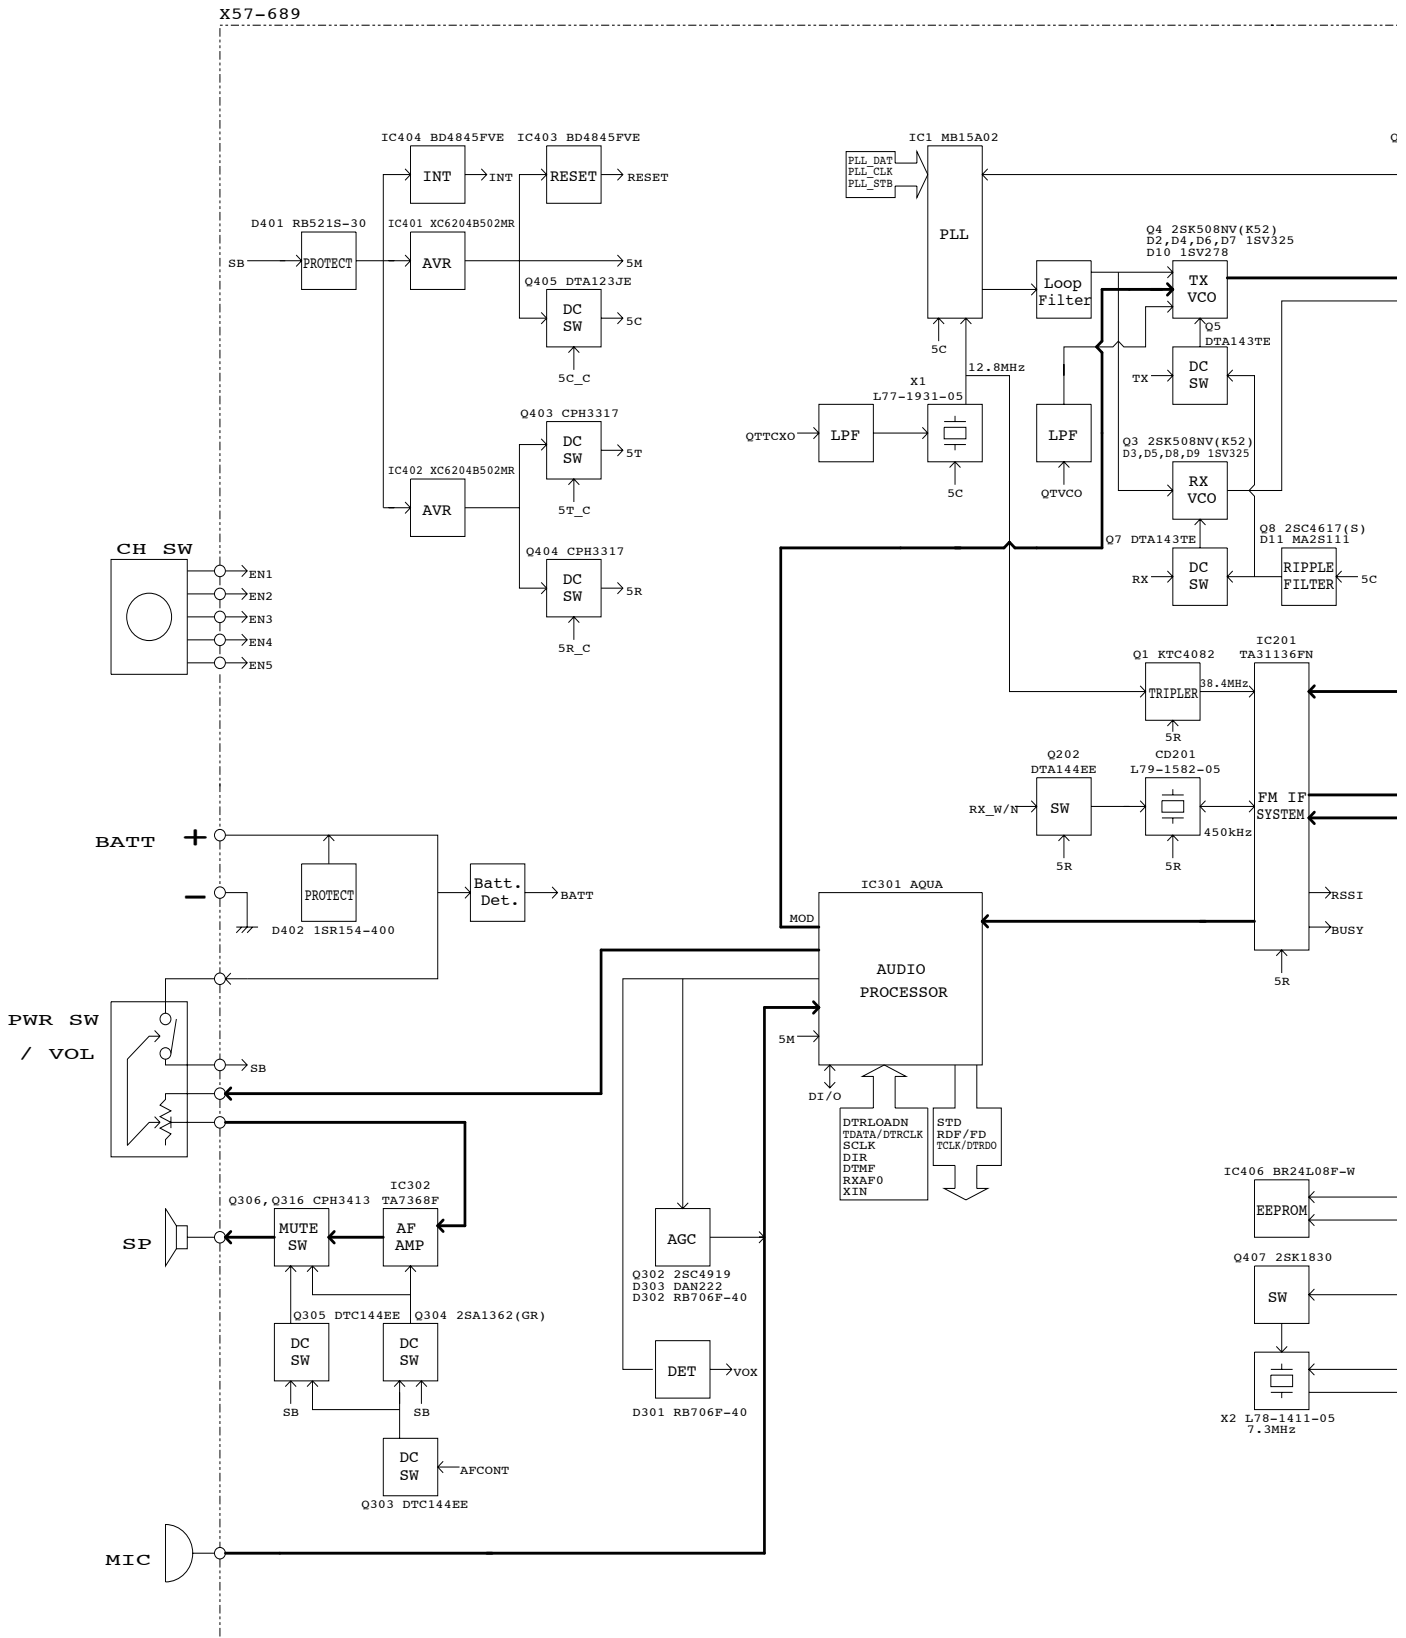 X57-689
IC404 BD4845FVE
INT
INT
IC403 BD4845FVE
RESET
RESET
D401 RB521S-30
SB
PROTECT
IC401 XC6204B502MR
AVR
5M
Q405 DTA123JE
DC
SW
5C
5C_C
Q403 CPH3317
DC
SW
5T
5T_C
IC402 XC6204B502MR
AVR
Q404 CPH3317
DC
SW
5R
5R_C
CH SW
EN1
EN2
EN3
EN4
EN5
IC1 MB15A02
PLL_DAT
PLL_CLK
PLL_STB
PLL
5C
Loop
Filter
12.8MHz
X1
L77-1931-05
QTTCXO
LPF
5C
LPF
QTVCO
Q4 2SK508NV(K52)
D2,D4,D6,D7 1SV325
D10 1SV278
TX
VCO
Q5
DTA143TE
TX
DC
SW
Q3 2SK508NV(K52)
D3,D5,D8,D9 1SV325
RX
VCO
Q7 DTA143TE
RX
DC
SW
Q8 2SC4617(S)
D11 MA2S111
RIPPLE
FILTER
5C
Q1 KTC4082
TRIPLER
38.4MHz
5R
IC201
TA31136FN
FM IF
SYSTEM
Q202
DTA144EE
RX_W/N
SW
5R
CD201
L79-1582-05
450kHz
5R
RSSI
BUSY
5R
BATT
+
-
PROTECT
D402 1SR154-400
Batt.
Det.
BATT
PWR SW
/ VOL
SB
IC301 AQUA
MOD
AUDIO
PROCESSOR
5M
DI/O
DTRLOADN
TDATA/DTRCLK
SCLK
DIR
DTMF
RXAFO
XIN
STD
RDF/FD
TCLK/DTRDO
Q306,Q316 CPH3413
MUTE
SW
IC302
TA7368F
AF
AMP
SP
Q305 DTC144EE
DC
SW
SB
Q304 2SA1362(GR)
DC
SW
SB
DC
SW
AFCONT
Q303 DTC144EE
AGC
Q302 2SC4919
D303 DAN222
D302 RB706F-40
DET
VOX
D301 RB706F-40
IC406 BR24L08F-W
EEPROM
Q407 2SK1830
SW
X2 L78-1411-05
7.3MHz
MIC